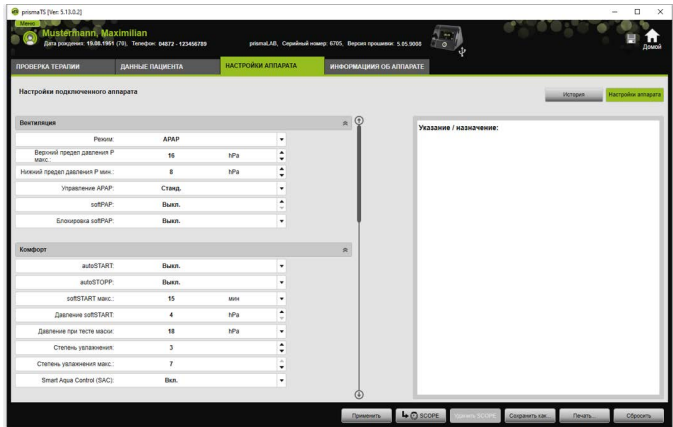 prismaTS [Ver: 5.13.0.2]
Меню
Mustermann, Maximilian
Дата рождения: 19.08.1951 (70), Телефон: 04872 - 123456789
prismaLAB, Серийный номер: 6705, Версия прошивки: 5.05.9008
Домой
ПРОВЕРКА ТЕРАПИИ
ДАННЫЕ ПАЦИЕНТА
НАСТРОЙКИ АППАРАТА
ИНФОРМАЦИИЯ ОБ АППАРАТЕ
Настройки подключенного аппарата
История
Настройки аппарата
Вентиляция
Указание / назначение:
Режим: APAP
Верхний предел давления P макс.: 16 hPa
Нижний предел давления P мин.: 8 hPa
Управление APAP: Станд.
softPAP: Выкл.
Блокировка softPAP: Выкл.
Комфорт
autoSTART: Выкл.
autoSTOPP: Выкл.
softSTART макс.: 15 мин
Давление softSTART: 4 hPa
Давление при тесте маски: 10 hPa
Степень увлажнения: 3
Степень увлажнения макс.: 7
Smart Aqua Control (SAC): Вкл.
Применить
SCOPE
Удалить SCOPE
Сохранить как...
Печать...
Сбросить